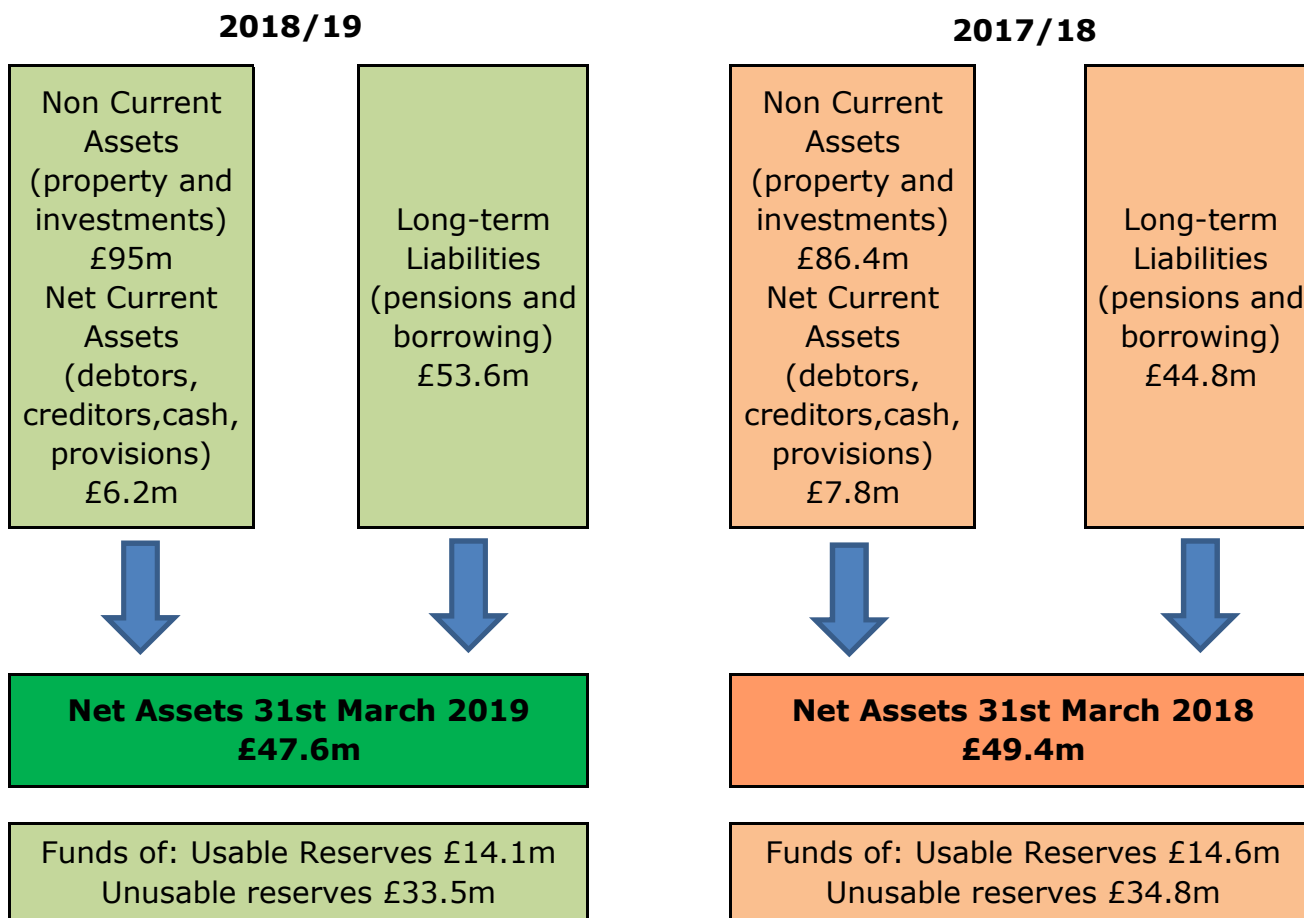 2018/19
Non Current
Assets
(property and
investments)
£95m
Net Current
Assets
(debtors,
creditors,cash,
provisions)
£6.2m
Long-term
Liabilities
(pensions and
borrowing)
£53.6m
Net Assets 31st March 2019
£47.6m
Funds of: Usable Reserves £14.1m
Unusable reserves £33.5m
2017/18
Non Current
Assets
(property and
investments)
£86.4m
Net Current
Assets
(debtors,
creditors,cash,
provisions)
£7.8m
Long-term
Liabilities
(pensions and
borrowing)
£44.8m
Net Assets 31st March 2018
£49.4m
Funds of: Usable Reserves £14.6m
Unusable reserves £34.8m